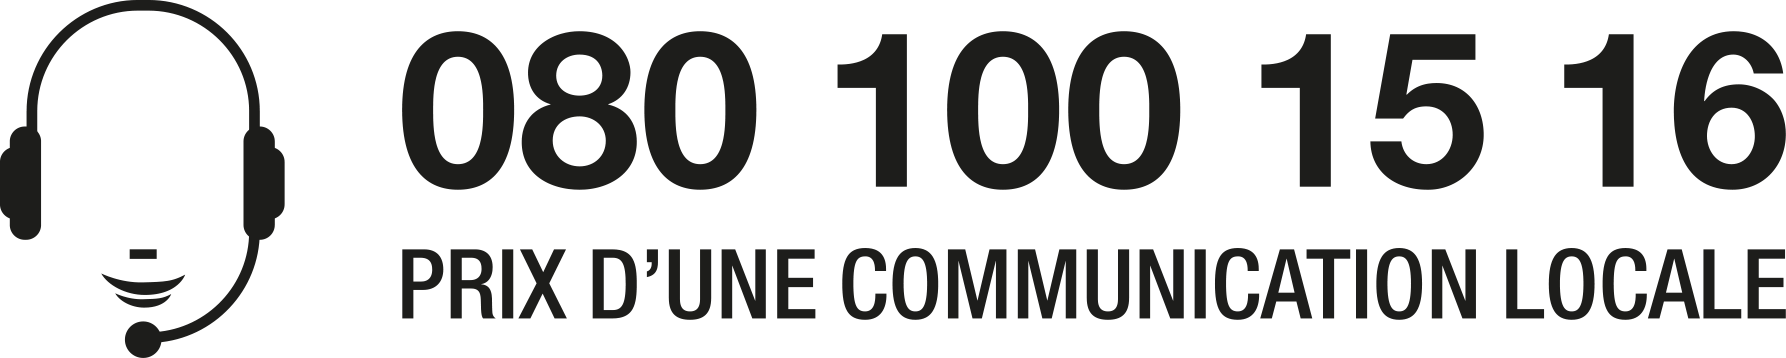 080 100 15 16
PRIX D'UNE COMMUNICATION LOCALE